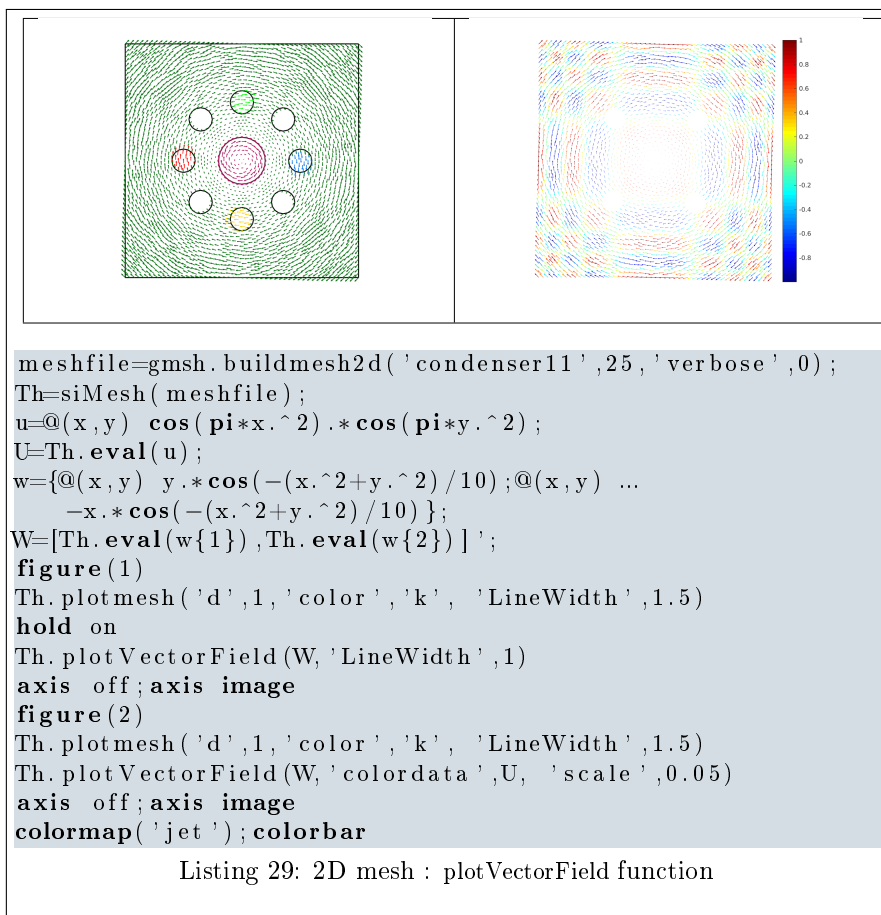 1
0.8
0.6
0.4
0.2
0
-0.2
-0.4
-0.6
-0.8
meshfile=gmsh.buildmesh2d('condenser11',25,'verbose',0);
Th=siMesh(meshfile);
u=@(x,y) cos(pi*x.^2).*cos(pi*y.^2);
U=Th.eval(u);
w={@(x,y) y.*cos(-(x.^2+y.^2)/10);@(x,y) ...
-x.*cos(-(x.^2+y.^2)/10)};
W=[Th.eval(w{1}),Th.eval(w{2})]';
figure(1)
Th.plotmesh('d',1,'color','k', 'LineWidth',1.5)
hold on
Th.plotVectorField(W,'LineWidth',1)
axis off;axis image
figure(2)
Th.plotmesh('d',1,'color','k', 'LineWidth',1.5)
Th.plotVectorField(W,'colordata',U, 'scale',0.05)
axis off;axis image
colormap('jet');colorbar
Listing 29: 2D mesh : plotVectorField function